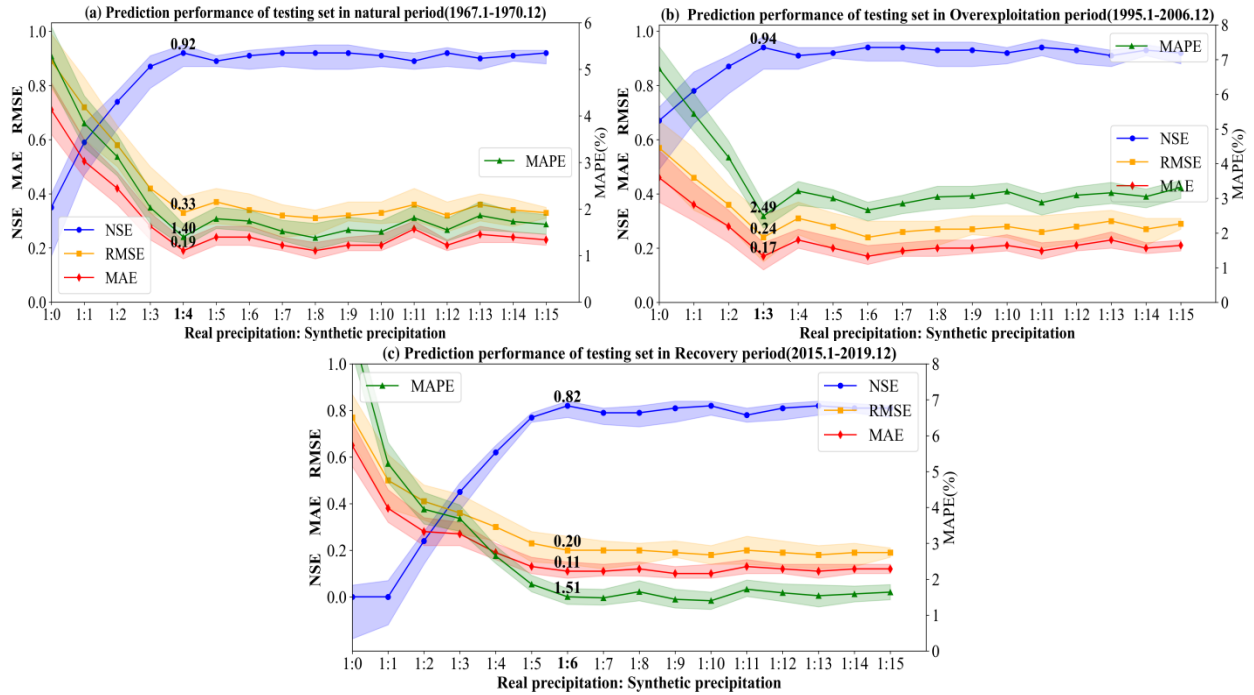 (a) Prediction performance of testing set in natural period(1967.1-1970.12)
1.0
0.8
0.6
0.4
0.2
0.0
NSE MAE RMSE
6
5
4
3
2
1
0
MAPE(%)
0.92
0.33
1.40
0.19
MAPE
NSE
RMSE
MAE
1:0 1:1 1:2 1:3 1:4 1:5 1:6 1:7 1:8 1:9 1:10 1:11 1:12 1:13 1:14 1:15
Real precipitation: Synthetic precipitation
(b) Prediction performance of testing set in Overexploitation period(1995.1-2006.12)
1.0
0.8
0.6
0.4
0.2
0.0
NSE MAE RMSE
8
7
6
5
4
3
2
1
0
MAPE(%)
0.94
2.49
0.24
0.17
MAPE
NSE
RMSE
MAE
1:0 1:1 1:2 1:3 1:4 1:5 1:6 1:7 1:8 1:9 1:10 1:11 1:12 1:13 1:14 1:15
Real precipitation: Synthetic precipitation
(c) Prediction performance of testing set in Recovery period(2015.1-2019.12)
1.0
0.8
0.6
0.4
0.2
0.0
NSE MAE RMSE
8
7
6
5
4
3
2
1
0
MAPE(%)
0.82
0.20
0.11
1.51
MAPE
NSE
RMSE
MAE
1:0 1:1 1:2 1:3 1:4 1:5 1:6 1:7 1:8 1:9 1:10 1:11 1:12 1:13 1:14 1:15
Real precipitation: Synthetic precipitation